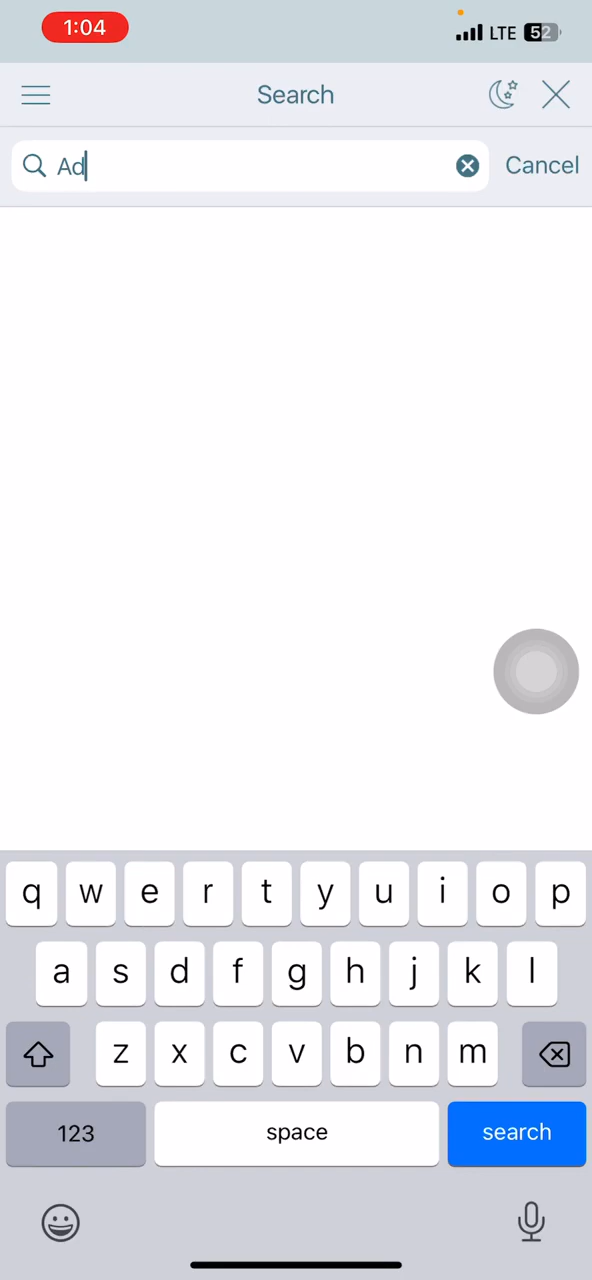 1:04
LTE 52
Search
Ad
Cancel
q w e r t y u i o p
a s d f g h j k l
z x c v b n m
123 space search